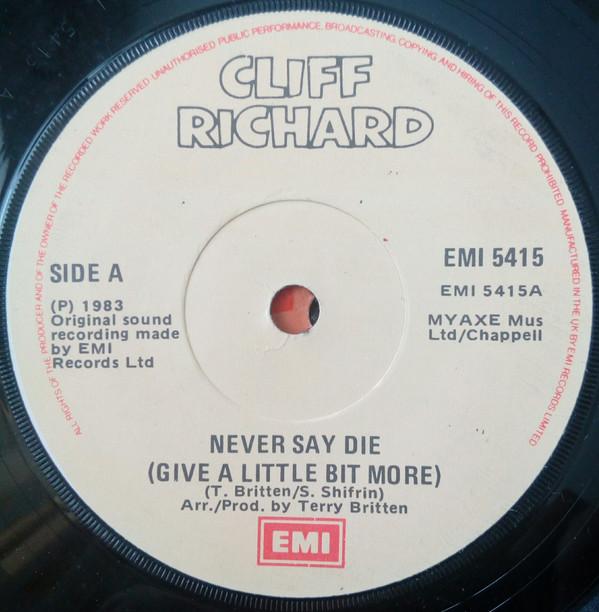 ALL RIGHTS OF THE PRODUCER AND OF THE OWNER OF THE RECORDED WORK RESERVED. UNAUTHORISED PUBLIC PERFORMANCE, BROADCASTING, COPYING AND HIRING OF THIS RECORD PROHIBITED. MANUFACTURED IN THE UK BY EMI RECORDS LIMITED
CLIFF
RICHARD
SIDE A
(P) 1983
Original sound
recording made
by EMI
Records Ltd
EMI 5415
EMI 5415A
MYAXE Mus
Ltd/Chappell
NEVER SAY DIE
(GIVE A LITTLE BIT MORE)
(T. Britten/S. Shifrin)
Arr./Prod. by Terry Britten
EMI